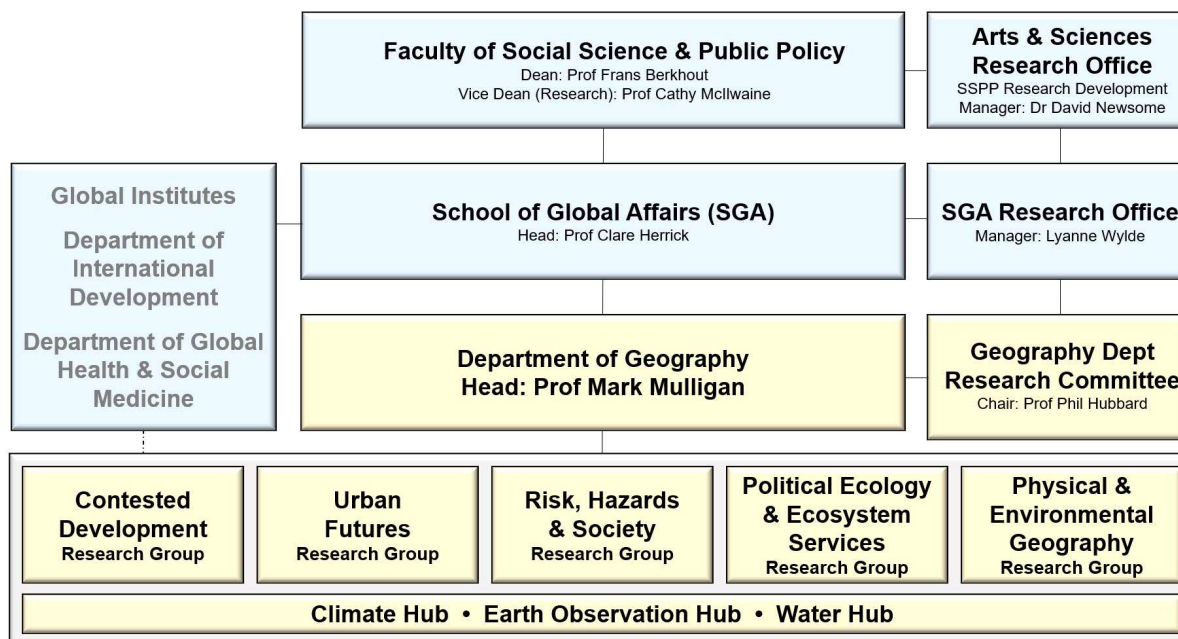 Faculty of Social Science & Public Policy
Dean: Prof Frans Berkhout
Vice Dean (Research): Prof Cathy McIlwaine
Arts & Sciences
Research Office
SSPP Research Development
Manager: Dr David Newsome
Global Institutes
Department of
International
Development
Department of Global
Health & Social
Medicine
School of Global Affairs (SGA)
Head: Prof Clare Herrick
SGA Research Office
Manager: Lyanne Wylde
Department of Geography
Head: Prof Mark Mulligan
Geography Dept
Research Committee
Chair: Prof Phil Hubbard
Contested
Development
Research Group
Urban
Futures
Research Group
Risk, Hazards
& Society
Research Group
Political Ecology
& Ecosystem
Services
Research Group
Physical &
Environmental
Geography
Research Group
Climate Hub • Earth Observation Hub • Water Hub